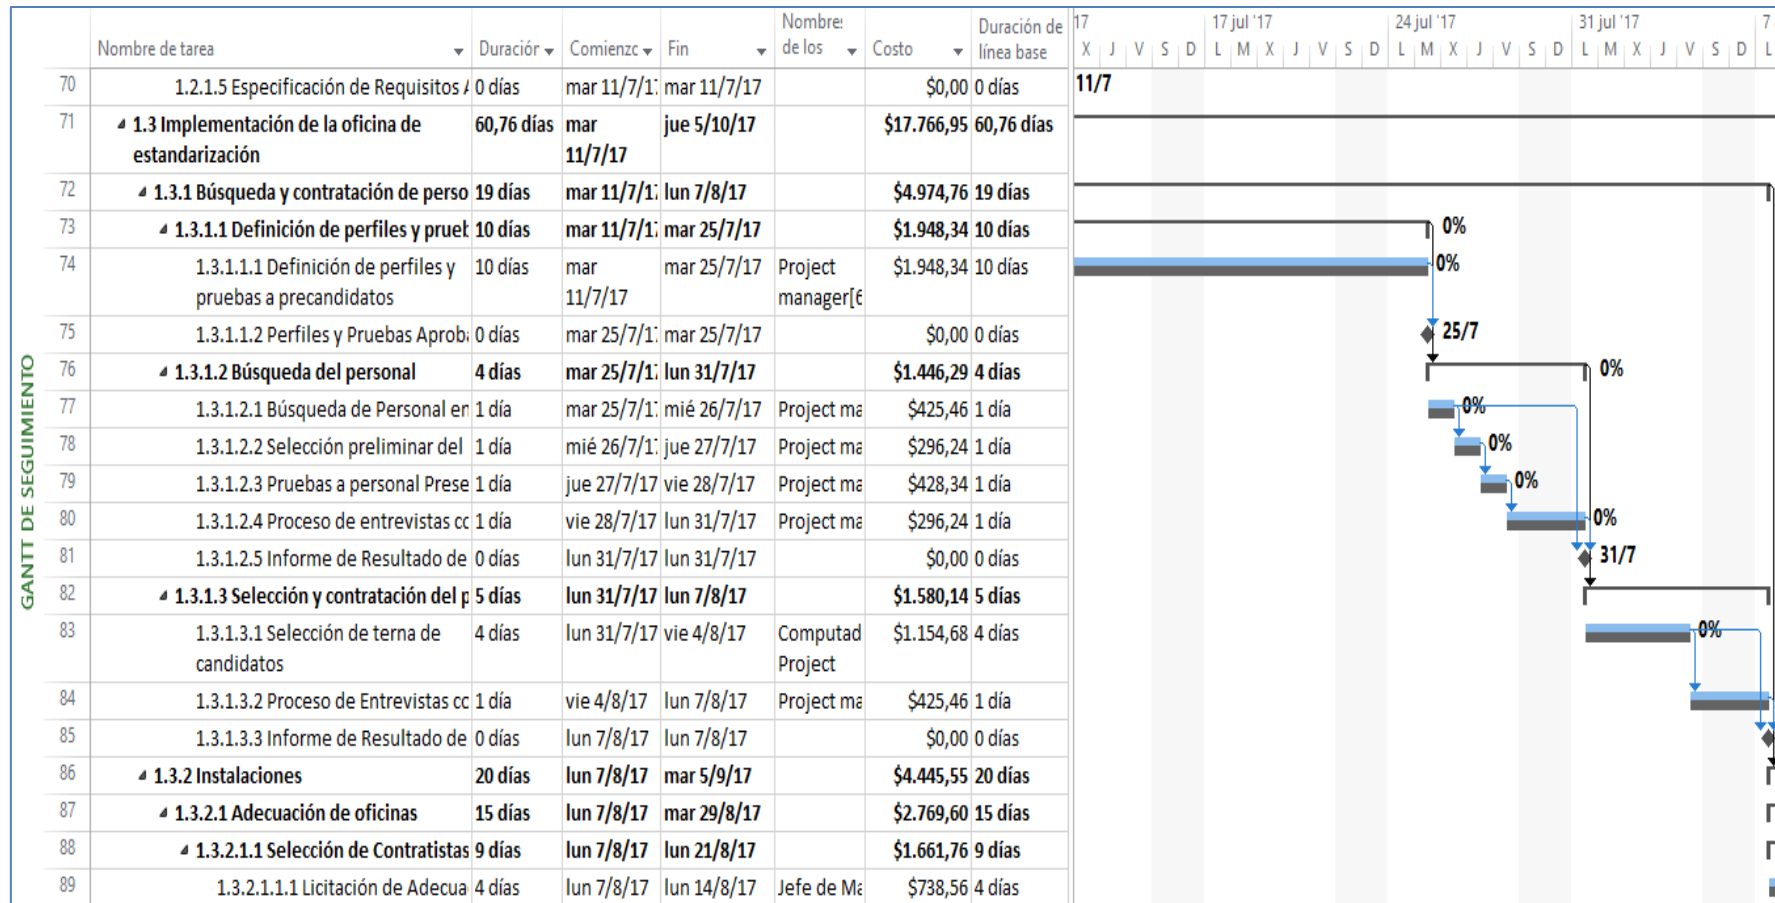 GANTT DE SEGUIMIENTO
Nombre de tarea Duración Comienzo Fin Nombres de los Costo Duración de línea base
17 17 jul '17 24 jul '17 31 jul '17 7
X J V S D L M X J V S D L M X J V S D L M X J V S D L
70 1.2.1.5 Especificación de Requisitos 0 días mar 11/7/17 mar 11/7/17 $0,00 0 días 11/7
71 1.3 Implementación de la oficina de estandarización 60,76 días mar 11/7/17 jue 5/10/17 $17.766,95 60,76 días
72 1.3.1 Búsqueda y contratación de perso 19 días mar 11/7/17 lun 7/8/17 $4.974,76 19 días
73 1.3.1.1 Definición de perfiles y prueb 10 días mar 11/7/17 mar 25/7/17 $1.948,34 10 días 0%
74 1.3.1.1.1 Definición de perfiles y pruebas a precandidatos 10 días mar 11/7/17 mar 25/7/17 Project manager[6 $1.948,34 10 días 0%
75 1.3.1.1.2 Perfiles y Pruebas Aproba 0 días mar 25/7/17 mar 25/7/17 $0,00 0 días 25/7
76 1.3.1.2 Búsqueda del personal 4 días mar 25/7/17 lun 31/7/17 $1.446,29 4 días 0%
77 1.3.1.2.1 Búsqueda de Personal en 1 día mar 25/7/17 mié 26/7/17 Project ma $425,46 1 día 0%
78 1.3.1.2.2 Selección preliminar del 1 día mié 26/7/17 jue 27/7/17 Project ma $296,24 1 día 0%
79 1.3.1.2.3 Pruebas a personal Prese 1 día jue 27/7/17 vie 28/7/17 Project ma $428,34 1 día 0%
80 1.3.1.2.4 Proceso de entrevistas co 1 día vie 28/7/17 lun 31/7/17 Project ma $296,24 1 día 0%
81 1.3.1.2.5 Informe de Resultado de 0 días lun 31/7/17 lun 31/7/17 $0,00 0 días 31/7
82 1.3.1.3 Selección y contratación del p 5 días lun 31/7/17 lun 7/8/17 $1.580,14 5 días
83 1.3.1.3.1 Selección de terna de candidatos 4 días lun 31/7/17 vie 4/8/17 Computad Project $1.154,68 4 días 0%
84 1.3.1.3.2 Proceso de Entrevistas co 1 día vie 4/8/17 lun 7/8/17 Project ma $425,46 1 día
85 1.3.1.3.3 Informe de Resultado de 0 días lun 7/8/17 lun 7/8/17 $0,00 0 días
86 1.3.2 Instalaciones 20 días lun 7/8/17 mar 5/9/17 $4.445,55 20 días
87 1.3.2.1 Adecuación de oficinas 15 días lun 7/8/17 mar 29/8/17 $2.769,60 15 días
88 1.3.2.1.1 Selección de Contratistas 9 días lun 7/8/17 lun 21/8/17 $1.661,76 9 días
89 1.3.2.1.1.1 Licitación de Adecua 4 días lun 7/8/17 lun 14/8/17 Jefe de Ma $738,56 4 días